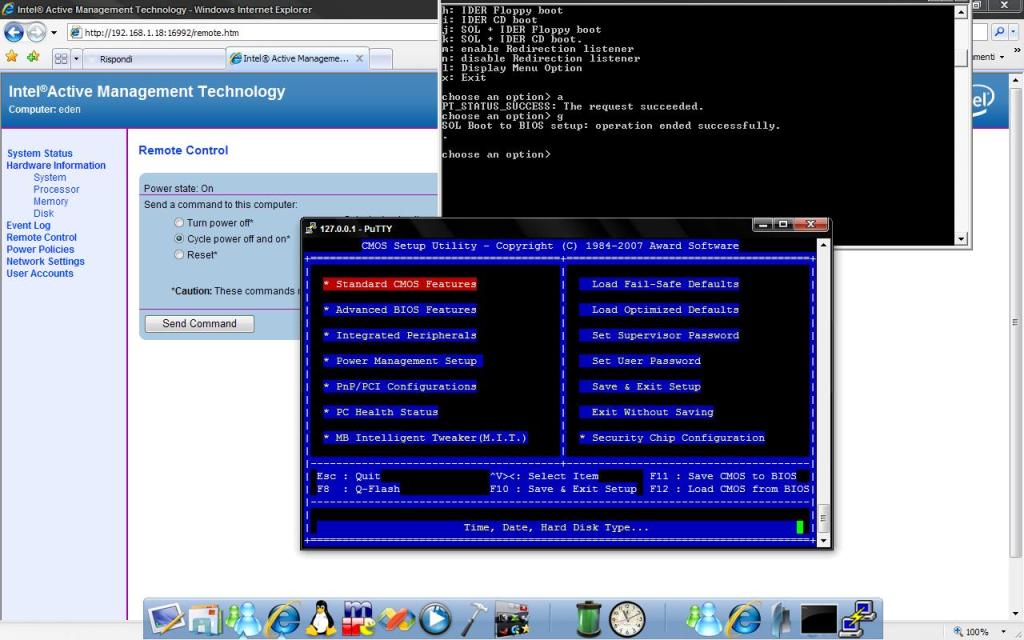 Intel® Active Management Technology - Windows Internet Explorer
http://192.168.1.18:16992/remote.htm
Rispondi
Intel® Active Manageme...
Intel®Active Management Technology
Computer: eden
System Status
Hardware Information
System
Processor
Memory
Disk
Event Log
Remote Control
Power Policies
Network Settings
User Accounts
Remote Control
Power state: On
Send a command to this computer:
Turn power off*
Cycle power off and on*
Reset*
*Caution: These commands
Send Command
h: IDER Floppy boot
i: IDER CD boot
j: SOL + IDER Floppy boot
k: SOL + IDER CD boot.
m: enable Redirection listener
n: disable Redirection listener
l: Display Menu Option
x: Exit
choose an option> a
PT_STATUS_SUCCESS: The request succeeded.
choose an option> g
SOL Boot to BIOS setup: operation ended successfully.
.
choose an option>
127.0.0.1 - PuTTY
CMOS Setup Utility - Copyright (C) 1984-2007 Award Software
* Standard CMOS Features
* Advanced BIOS Features
* Integrated Peripherals
* Power Management Setup
* PnP/PCI Configurations
* PC Health Status
* MB Intelligent Tweaker(M.I.T.)
Load Fail-Safe Defaults
Load Optimized Defaults
Set Supervisor Password
Set User Password
Save & Exit Setup
Exit Without Saving
* Security Chip Configuration
Esc : Quit ^V><: Select Item F11 : Save CMOS to BIOS
F8 : Q-Flash F10 : Save & Exit Setup F12 : Load CMOS from BIOS
Time, Date, Hard Disk Type...
100%